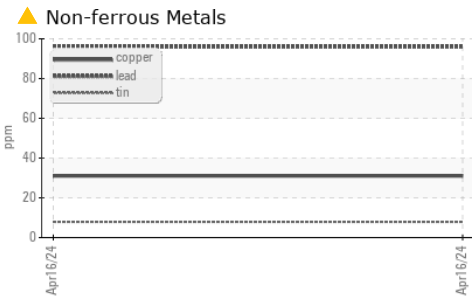 Non-ferrous Metals
100
80
60
40
20
0
ppm
copper
lead
tin
Apr16/24
Apr16/24